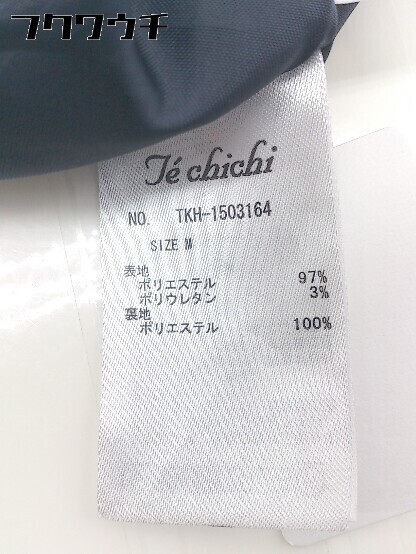 フクウウチ
Té chichi
NO. TKH-1503164
SIZE M
表地
ポリエステル 97%
ポリウレタン 3%
裏地
ポリエステル 100%